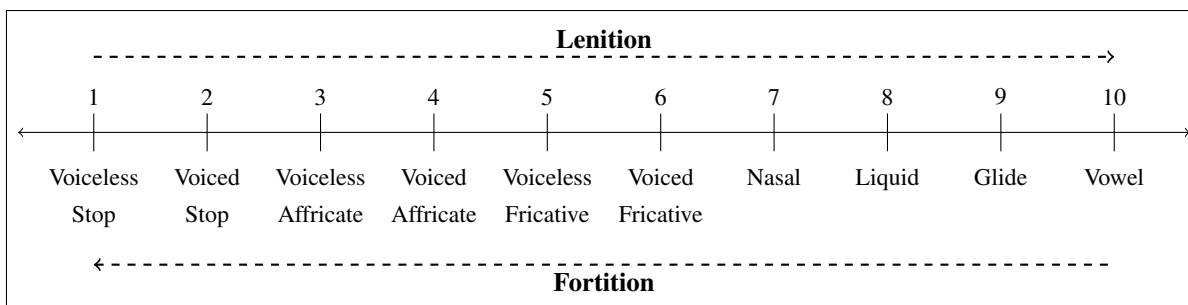 Lenition
1 2 3 4 5 6 7 8 9 10
Voiceless Voiced Voiceless Voiced Voiceless Voiced Nasal Liquid Glide Vowel
Stop Stop Affricate Affricate Fricative Fricative
Fortition